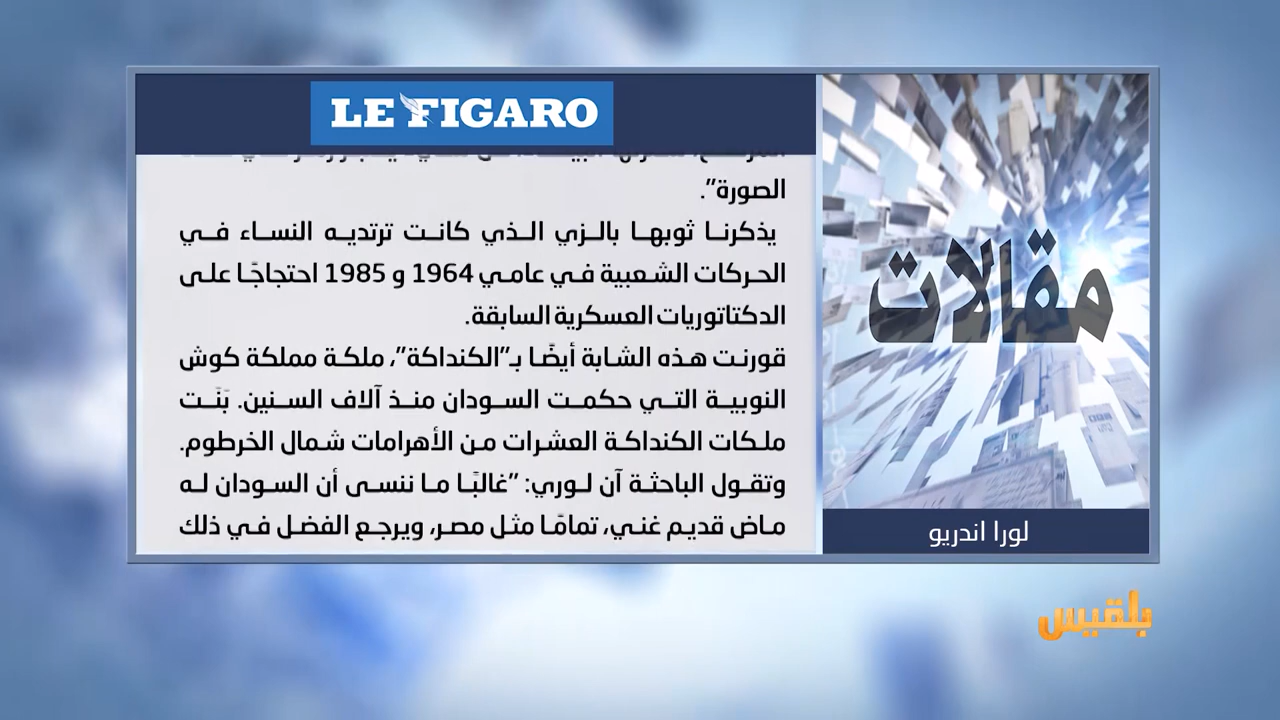 LE FIGARO
الصورة".
يذكرنا ثوبها بالزي الذي كانت ترتديه النساء في
الحركات الشعبية في عامي 1964 و 1985 احتجاجًا على
الدكتاتوريات العسكرية السابقة.
قورنت هذه الشابة أيضًا بـ"الكنداكة"، ملكة مملكة كوش
النوبية التي حكمت السودان منذ آلاف السنين. بَنَت
ملكات الكنداكة العشرات من الأهرامات شمال الخرطوم.
وتقول الباحثة آن لوري: "غالبًا ما ننسى أن السودان له
ماض قديم غني، تمامًا مثل مصر، ويرجع الفضل في ذلك
مقالات
لورا اندريو
بلقيس